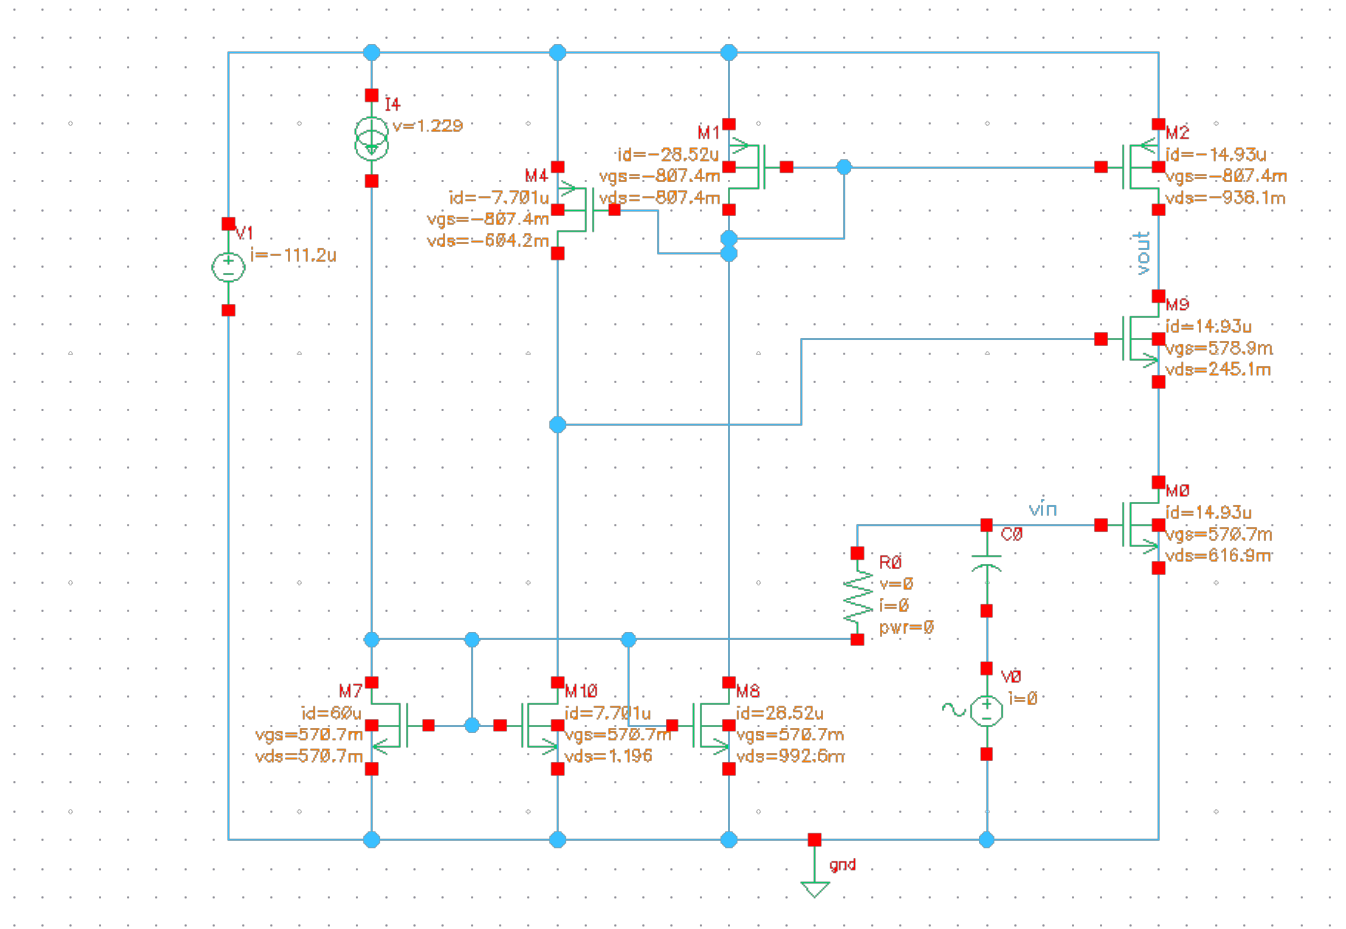 I4
v=1.229
M1
id=-28.52u
vgs=-807.4m
vds=-807.4m
M2
id=-14.93u
vgs=-807.4m
vds=-938.1m
M4
id=-7.701u
vgs=-807.4m
vds=-604.2m
V1
i=-111.2u
vout
M9
id=14.93u
vgs=578.9m
vds=245.1m
M0
id=14.93u
vgs=570.7m
vds=616.9m
vin
C0
R0
v=0
i=0
pwr=0
V0
i=0
M7
id=60u
vgs=570.7m
vds=570.7m
M10
id=7.701u
vgs=570.7m
vds=1.196
M8
id=28.52u
vgs=570.7m
vds=992.6m
gnd